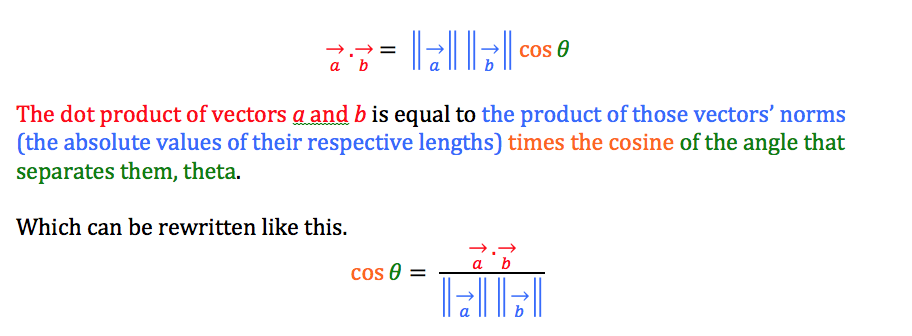 → · → = ‖→‖ ‖→‖ cos θ
a b a b
The dot product of vectors a and b is equal to the product of those vectors’ norms
(the absolute values of their respective lengths) times the cosine of the angle that
separates them, theta.
Which can be rewritten like this.
→ · →
a b
cos θ =
‖→‖ ‖→‖
a b